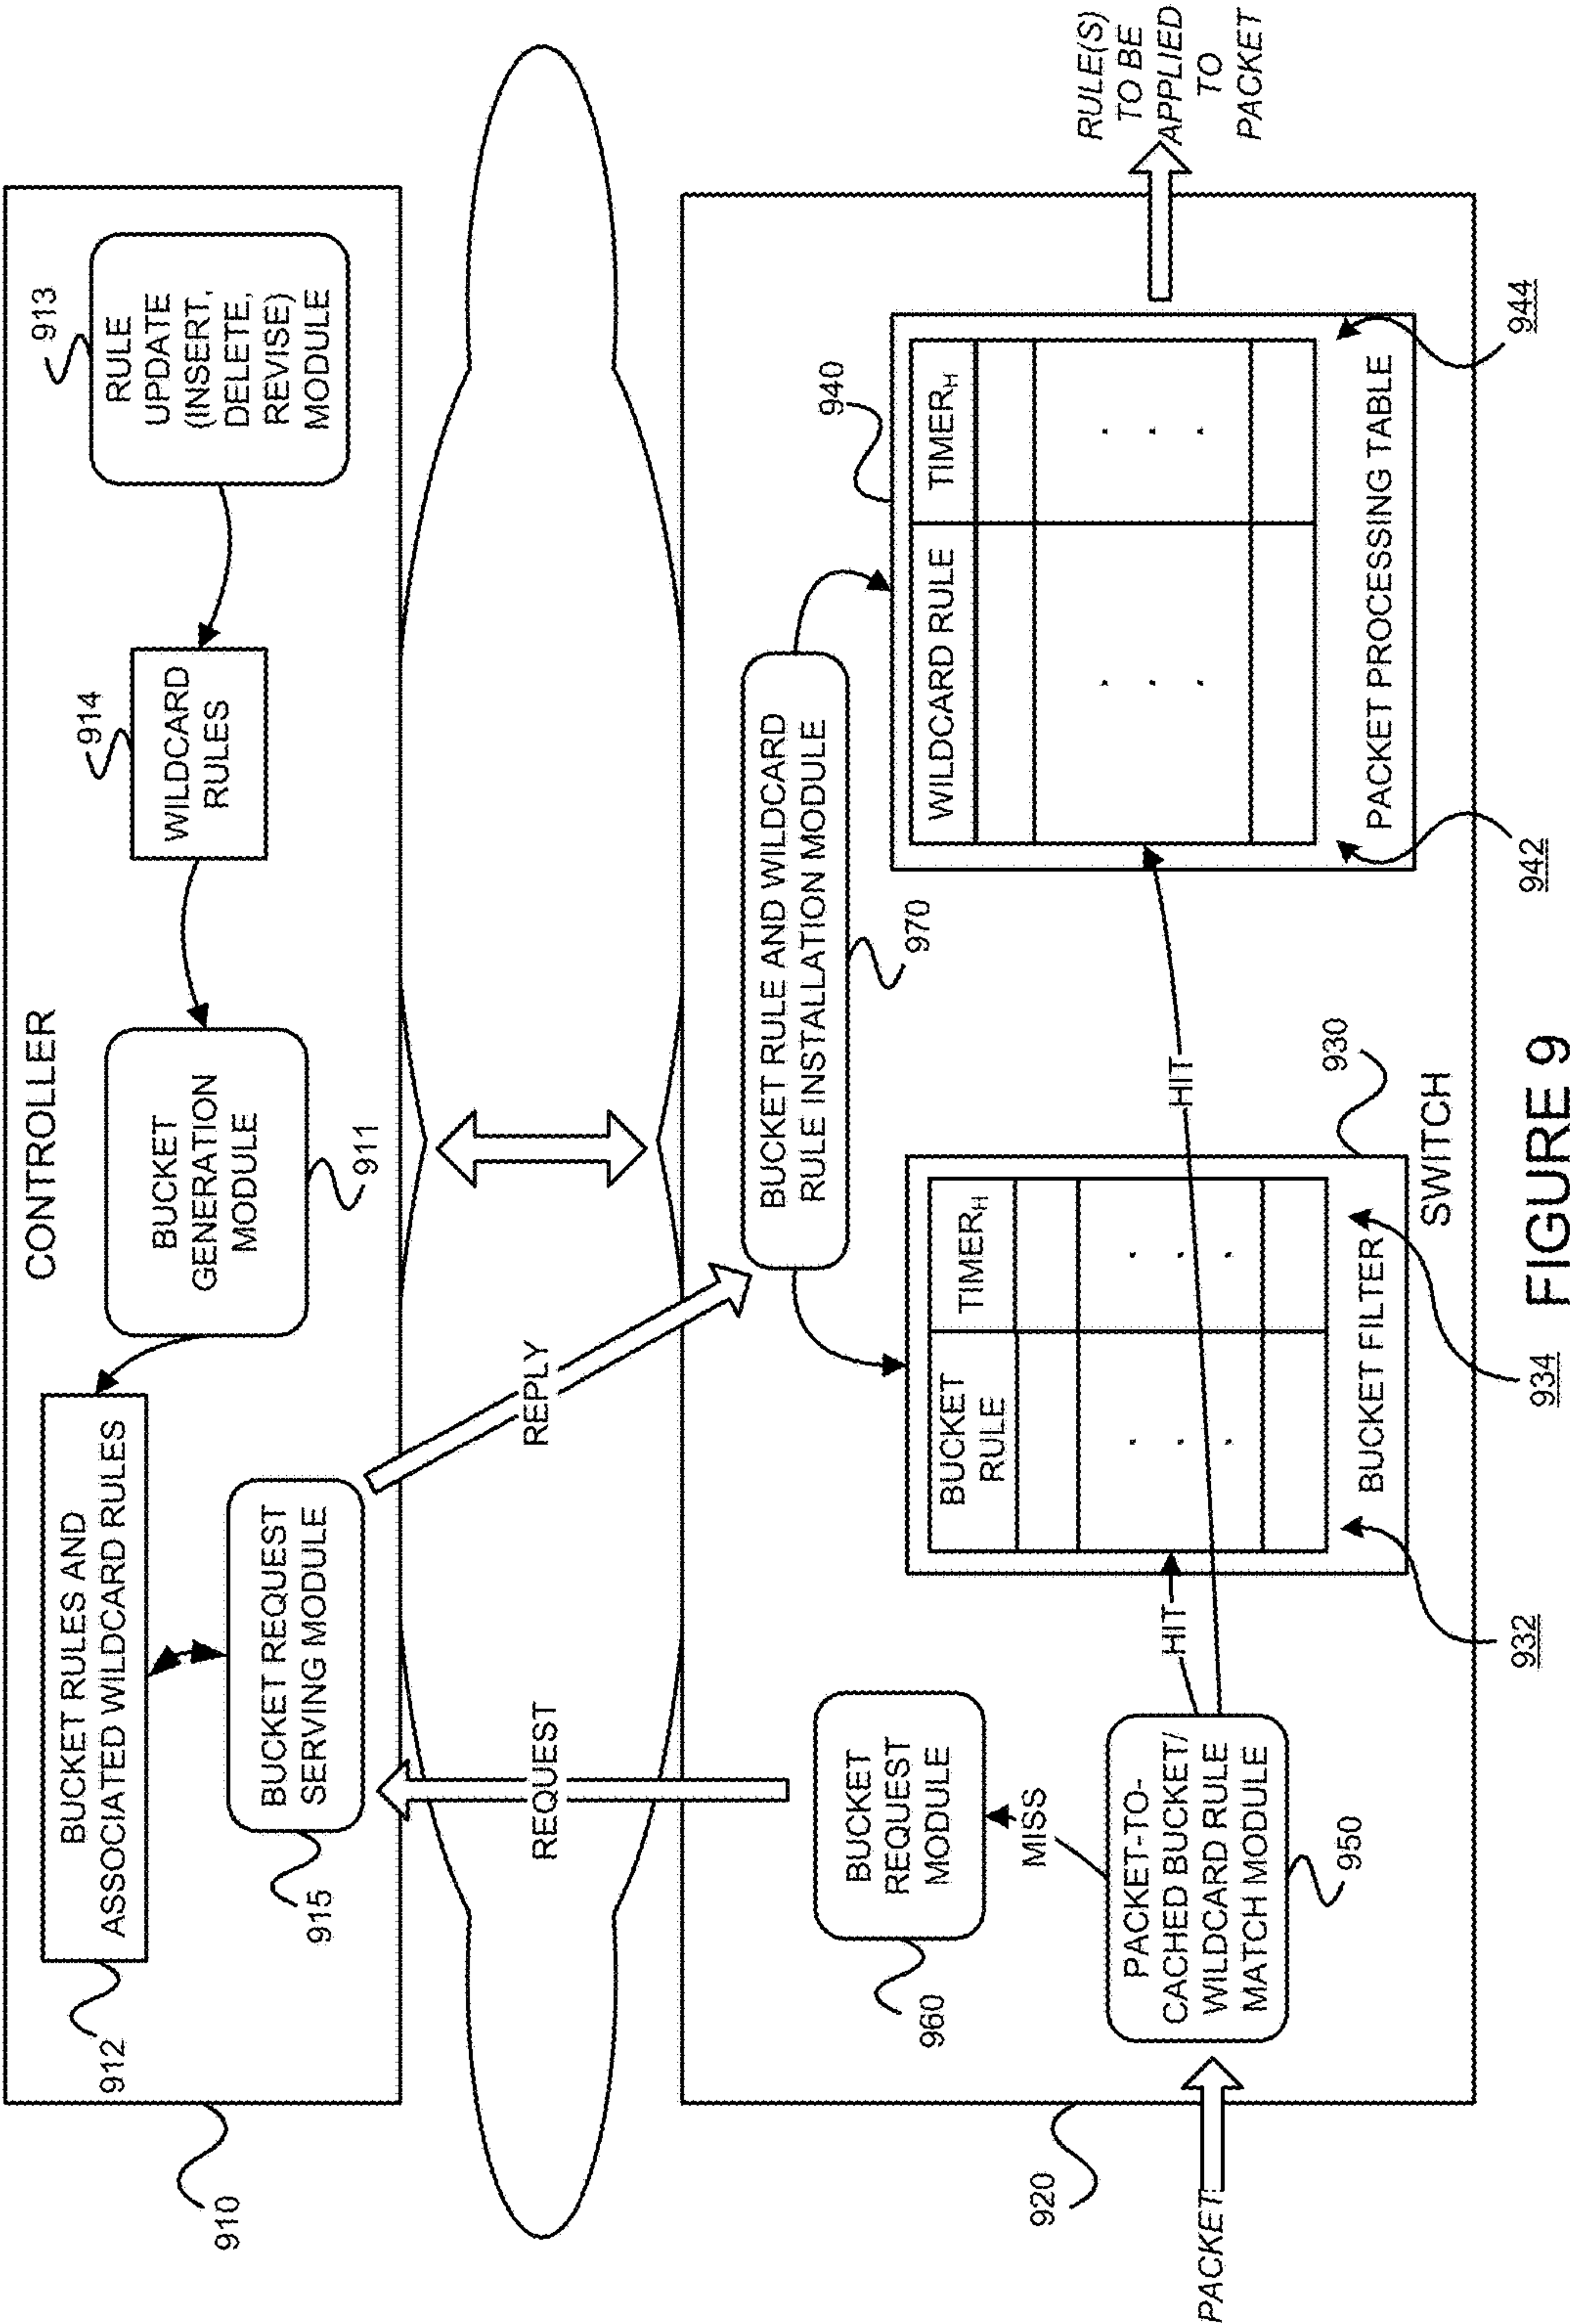 910
CONTROLLER
912
BUCKET RULES AND
ASSOCIATED WILDCARD RULES
915
BUCKET REQUEST
SERVING MODULE
BUCKET
GENERATION
MODULE
911
914
WILDCARD
RULES
913
RULE
UPDATE
(INSERT,
DELETE,
REVISE)
MODULE
REQUEST
REPLY
920
BUCKET RULE AND WILDCARD
RULE INSTALLATION MODULE
970
960
BUCKET
REQUEST
MODULE
MISS
PACKET
PACKET-TO-
CACHED BUCKET/
WILDCARD RULE
MATCH MODULE
950
HIT
HIT
BUCKET
RULE
TIMERH
. . .
. . .
BUCKET FILTER
930
932
934
940
WILDCARD RULE
TIMERH
. . .
. . .
PACKET PROCESSING TABLE
942
944
RULE(S)
TO BE
APPLIED
TO
PACKET
SWITCH
FIGURE 9